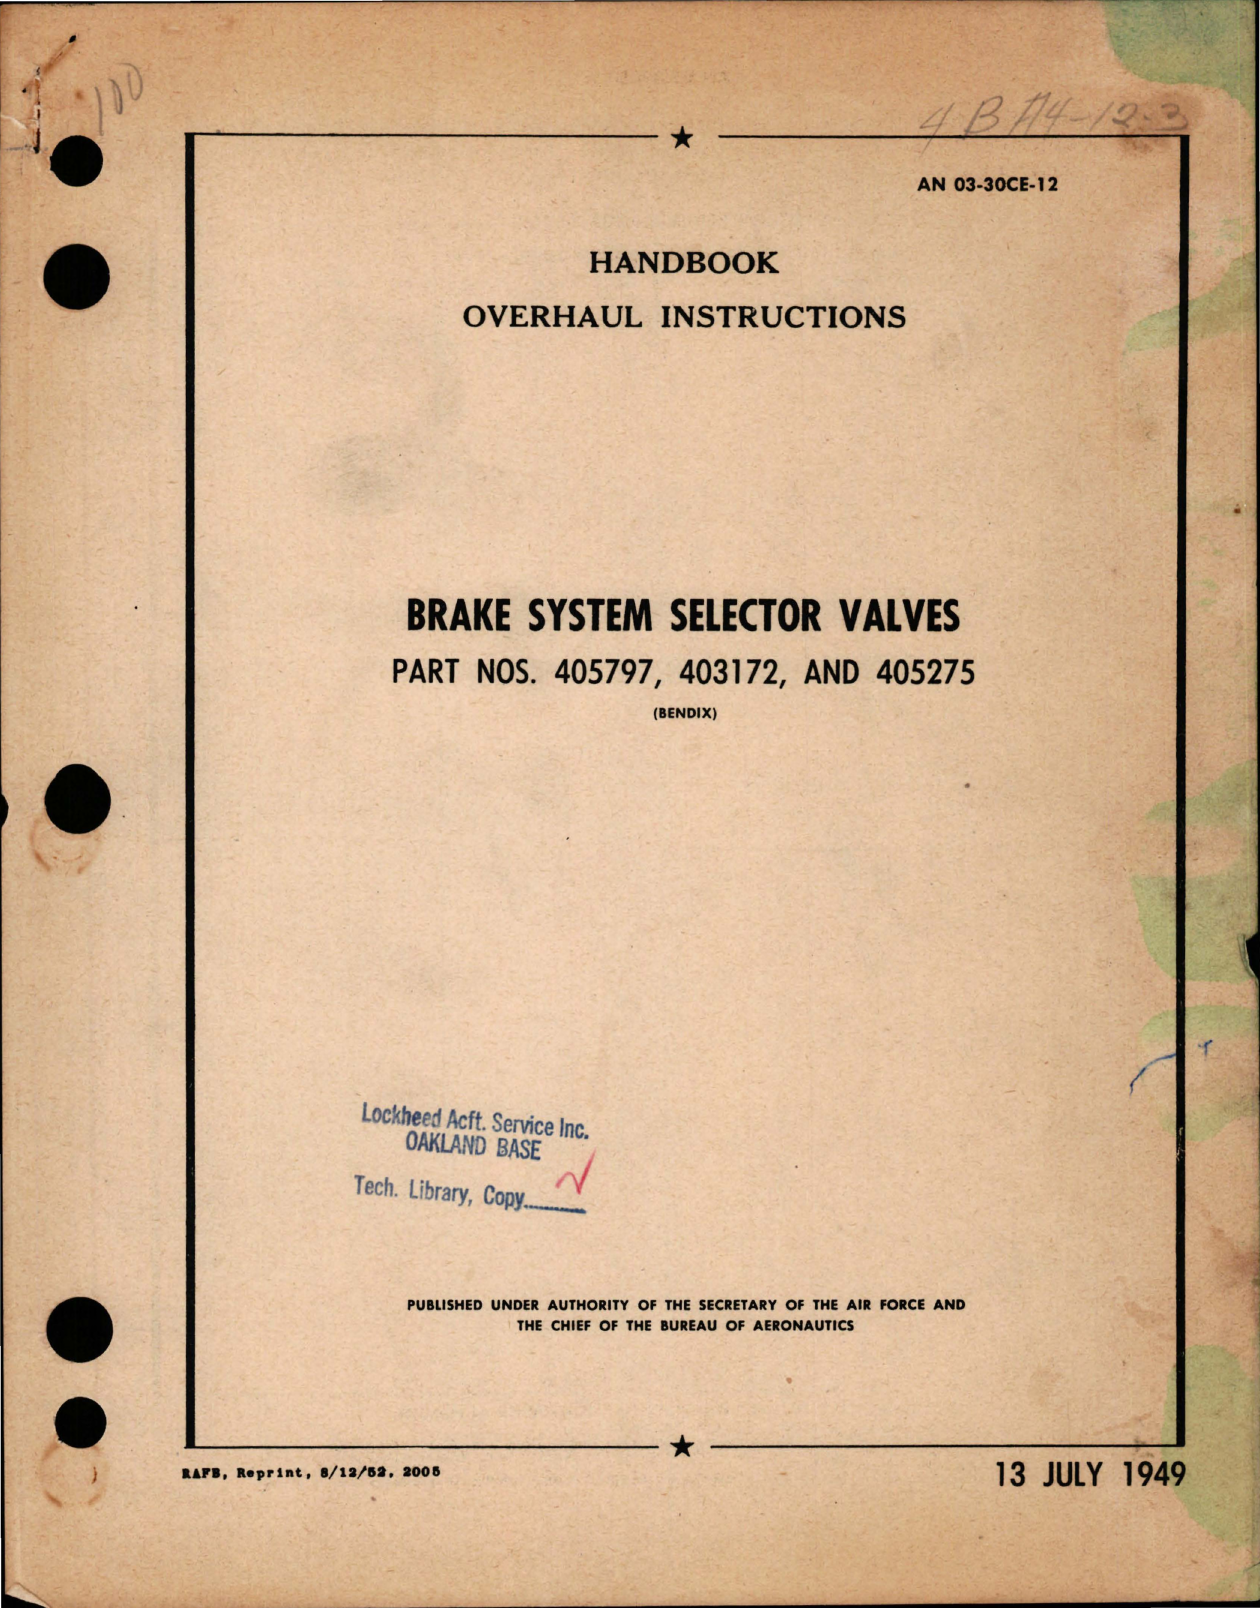 100
4 B A4-12-3
AN 03-30CE-12
HANDBOOK
OVERHAUL INSTRUCTIONS
BRAKE SYSTEM SELECTOR VALVES
PART NOS. 405797, 403172, AND 405275
(BENDIX)
Lockheed Acft. Service Inc.
OAKLAND BASE
Tech. Library, Copy
PUBLISHED UNDER AUTHORITY OF THE SECRETARY OF THE AIR FORCE AND
THE CHIEF OF THE BUREAU OF AERONAUTICS
RAFB, Reprint, 8/12/52, 2005
13 JULY 1949